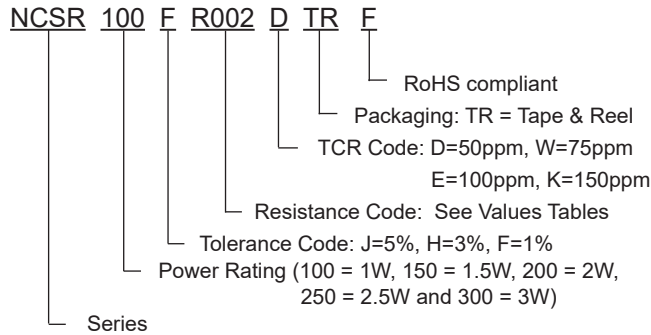 NCSR 100 F R002 D TR F
RoHS compliant
Packaging: TR = Tape & Reel
TCR Code: D=50ppm, W=75ppm
E=100ppm, K=150ppm
Resistance Code: See Values Tables
Tolerance Code: J=5%, H=3%, F=1%
Power Rating (100 = 1W, 150 = 1.5W, 200 = 2W,
250 = 2.5W and 300 = 3W)
Series